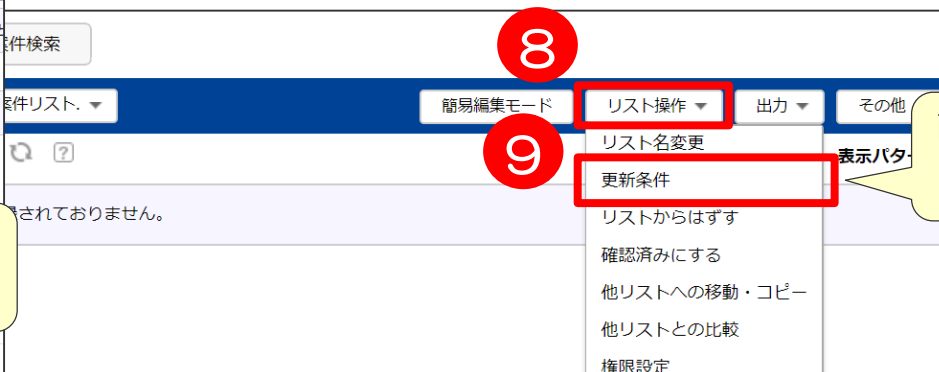 件検索
8
件リスト. ▼
簡易編集モード
リスト操作 ▼
出力 ▼
その他
9
?
リスト名変更
表示パター
更新条件
されておりません。
リストからはずす
確認済みにする
他リストへの移動・コピー
他リストとの比較
権限設定